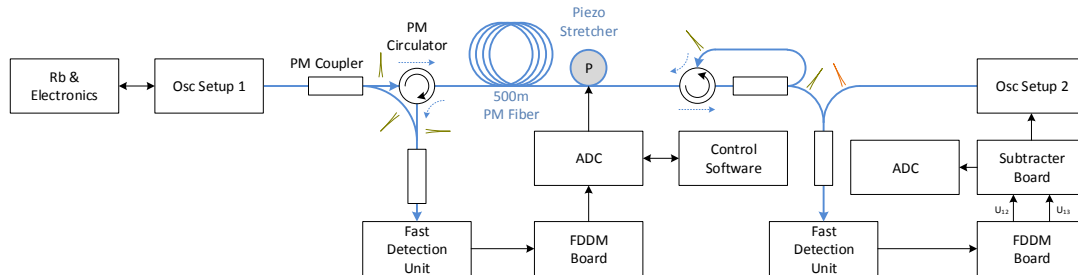 Piezo
Stretcher
PM
Circulator
PM Coupler
Rb &
Electronics
Osc Setup 1
P
500m
PM Fiber
Osc Setup 2
ADC
Control
Software
ADC
Subtracter
Board
U12
U13
Fast
Detection
Unit
FDDM
Board
Fast
Detection
Unit
FDDM
Board